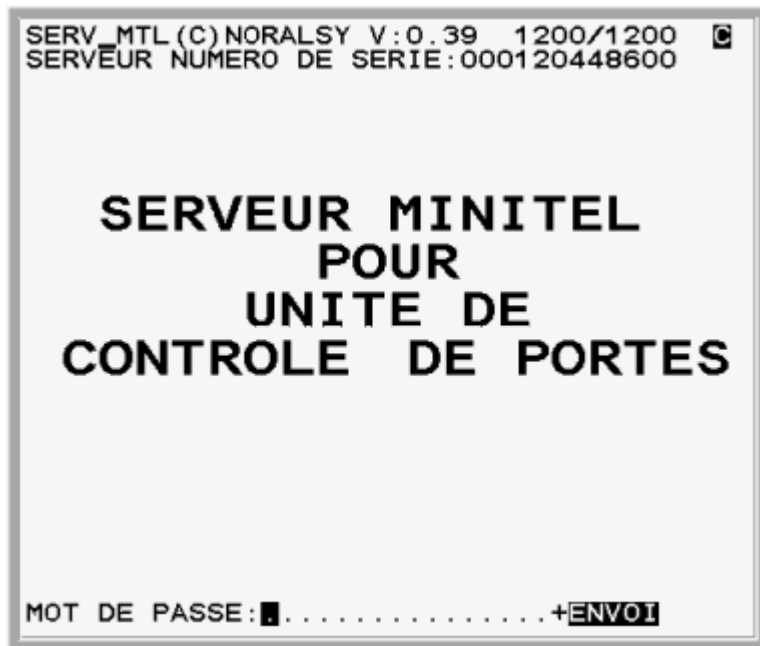 SERV_MTL(C)NORALSY V:0.39 1200/1200 C
SERVEUR NUMERO DE SERIE:000120448600
SERVEUR MINITEL
POUR
UNITE DE
CONTROLE DE PORTES
MOT DE PASSE:................+ENVOI